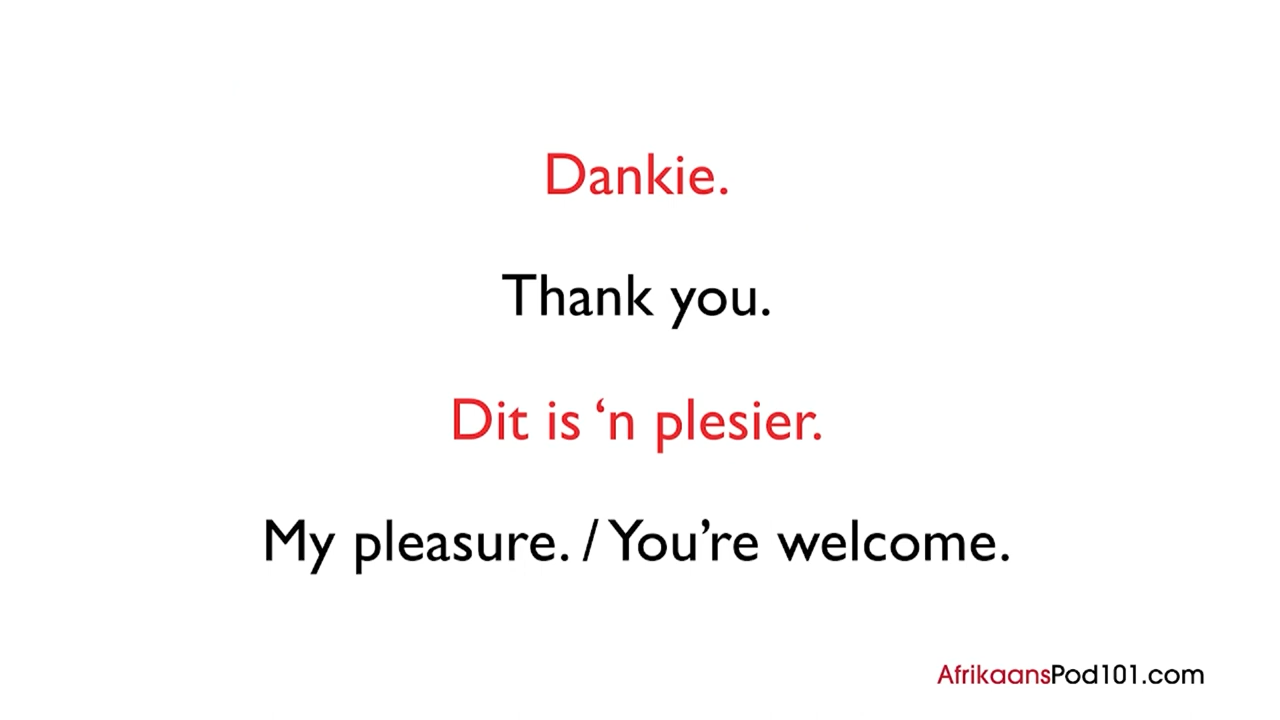 Dankie.
Thank you.
Dit is ‘n plesier.
My pleasure. / You’re welcome.
AfrikaansPod101.com